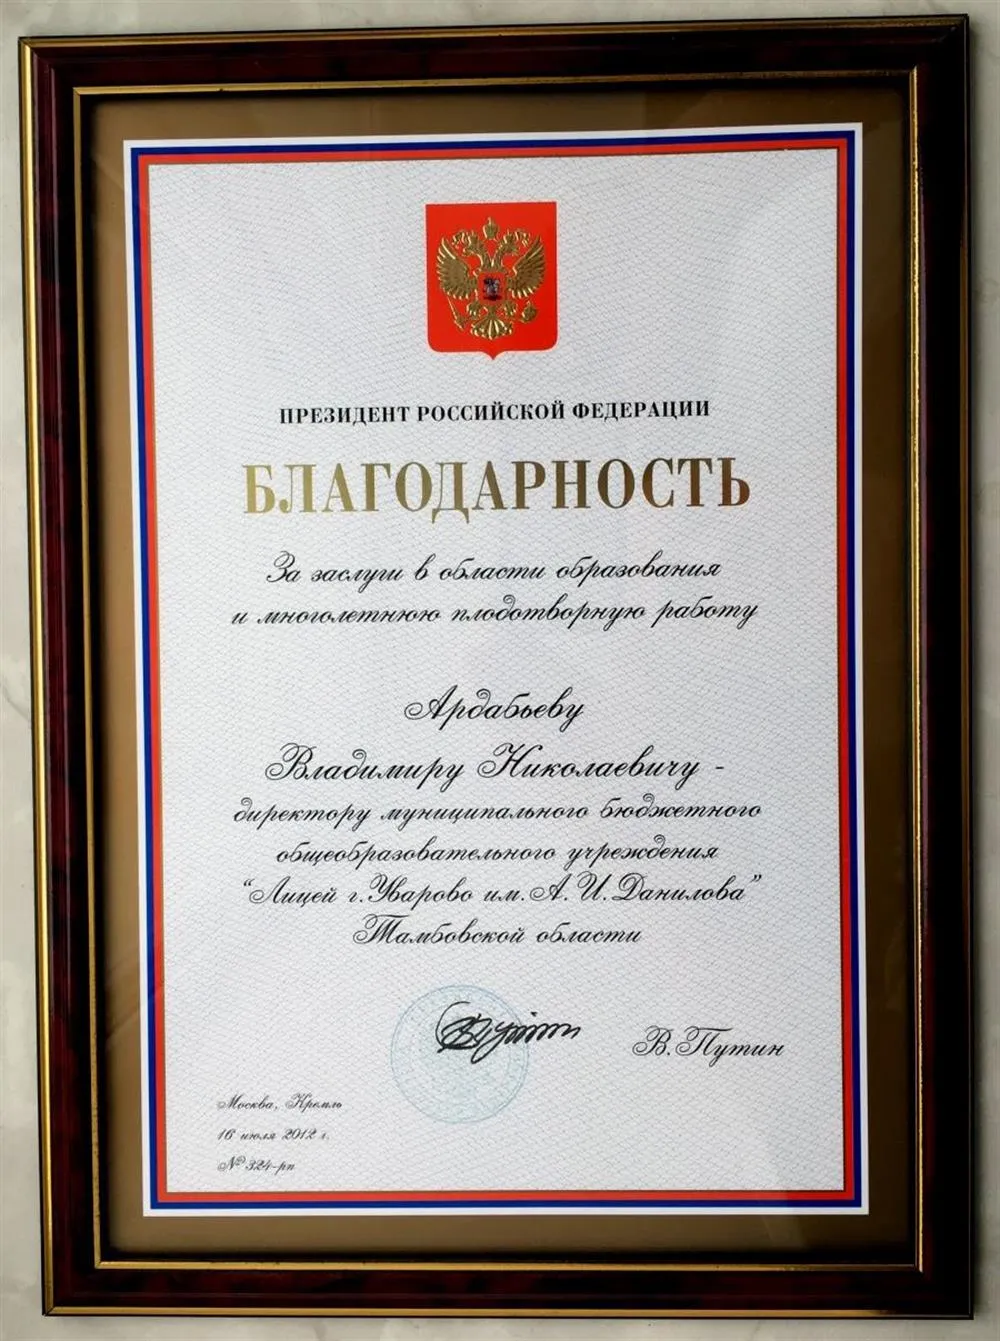 ПРЕЗИДЕНТ РОССИЙСКОЙ ФЕДЕРАЦИИ
БЛАГОДАРНОСТЬ
За заслуги в области образования
и многолетнюю плодотворную работу
Ардабьеву
Владимиру Николаевичу -
директору муниципального бюджетного
общеобразовательного учреждения
“Лицей г.Уварово им.А.И.Данилова”
Тамбовской области
В.Путин
Москва, Кремль
16 июля 2012 г.
№ 324-рп